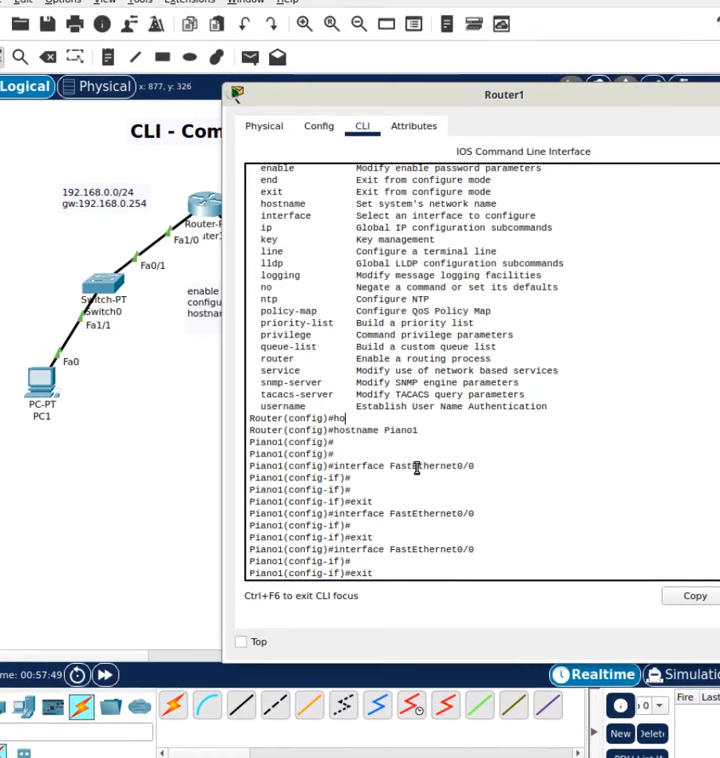 Logical
Physical
x: 877, y: 326
CLI - Com
192.168.0.0/24
gw:192.168.0.254
Fa1/0
Fa0/1
Switch-PT
Switch0
Fa1/1
Fa0
PC-PT
PC1
enable
Router1
Physical
Config
CLI
Attributes
IOS Command Line Interface
enable Modify enable password parameters
end Exit from configure mode
exit Exit from configure mode
hostname Set system's network name
interface Select an interface to configure
ip Global IP configuration subcommands
key Key management
line Configure a terminal line
lldp Global LLDP configuration subcommands
logging Modify message logging facilities
no Negate a command or set its defaults
ntp Configure NTP
policy-map Configure QoS Policy Map
priority-list Build a priority list
privilege Command privilege parameters
queue-list Build a custom queue list
router Enable a routing process
service Modify use of network based services
snmp-server Modify SNMP engine parameters
tacacs-server Modify TACACS query parameters
username Establish User Name Authentication
Router(config)#ho
Router(config)#hostname Piano1
Piano1(config)#
Piano1(config)#
Piano1(config)#interface FastEthernet0/0
Piano1(config-if)#
Piano1(config-if)#
Piano1(config-if)#exit
Piano1(config)#interface FastEthernet0/0
Piano1(config-if)#
Piano1(config-if)#exit
Piano1(config)#interface FastEthernet0/0
Piano1(config-if)#
Piano1(config-if)#exit
Ctrl+F6 to exit CLI focus
Copy
Top
me: 00:57:49
Realtime
Simulatio
0
Fire
Last
New
Delete